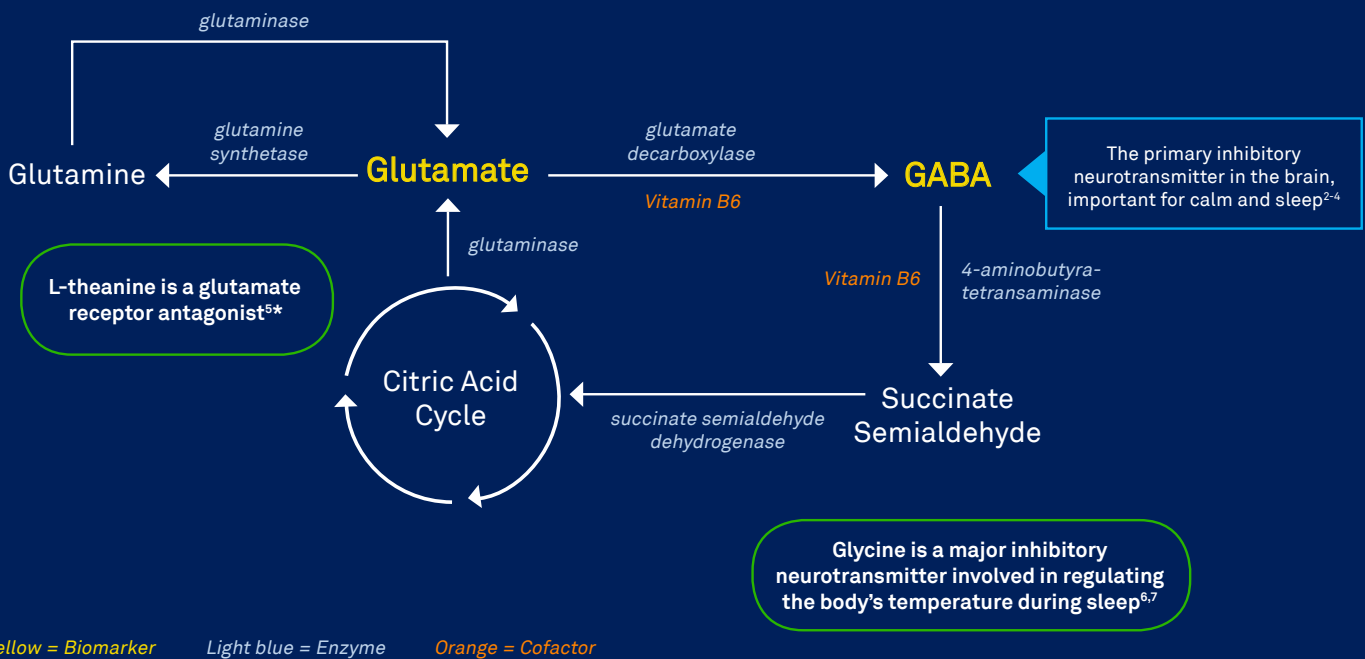 glutaminase
glutamine
synthetase
glutamate
decarboxylase
Glutamine
Glutamate
GABA
Vitamin B6
The primary inhibitory
neurotransmitter in the brain,
important for calm and sleep2-4
glutaminase
L-theanine is a glutamate
receptor antagonist5*
Vitamin B6
4-aminobutyra-
tetransaminase
Citric Acid
Cycle
succinate semialdehyde
dehydrogenase
Succinate
Semialdehyde
Glycine is a major inhibitory
neurotransmitter involved in regulating
the body's temperature during sleep6,7
ellow = Biomarker Light blue = Enzyme Orange = Cofactor